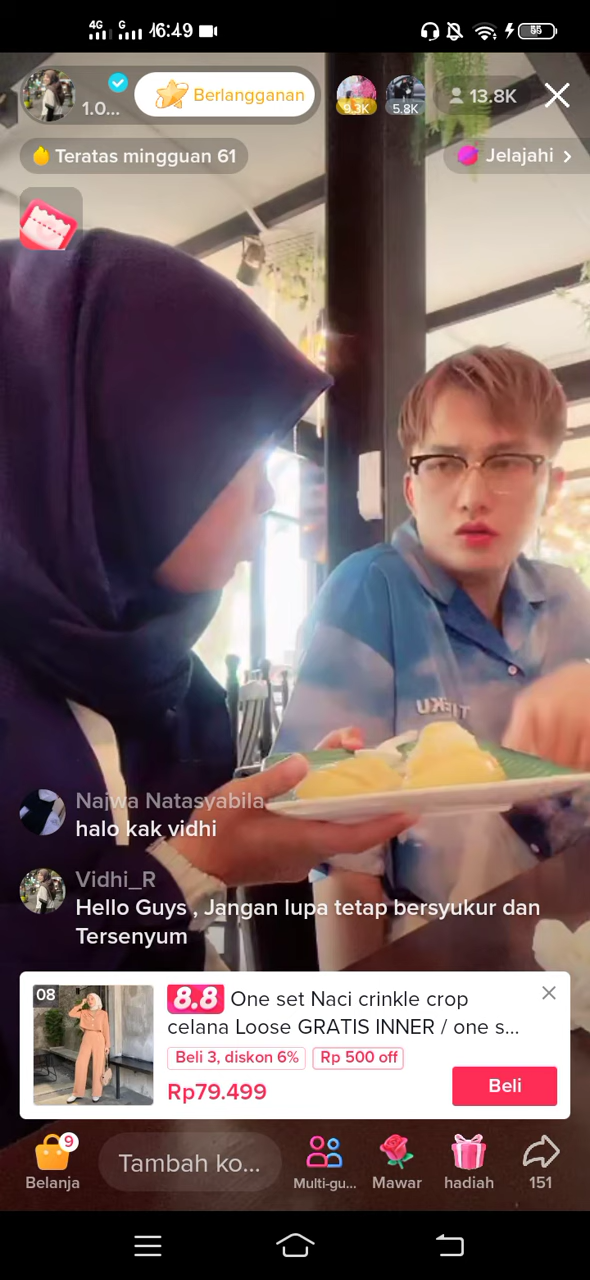 4G G 16:49 55
1.0... Berlangganan 9.3K 5.8K 13.8K
Teratas mingguan 61 Jelajahi
Najwa Natasyabila
halo kak vidhi
Vidhi_R
Hello Guys , Jangan lupa tetap bersyukur dan
Tersenyum
08
8.8 One set Naci crinkle crop
celana Loose GRATIS INNER / one s...
Beli 3, diskon 6% Rp 500 off
Rp79.499 Beli
9
Tambah ko...
Belanja Multi-gu... Mawar hadiah 151